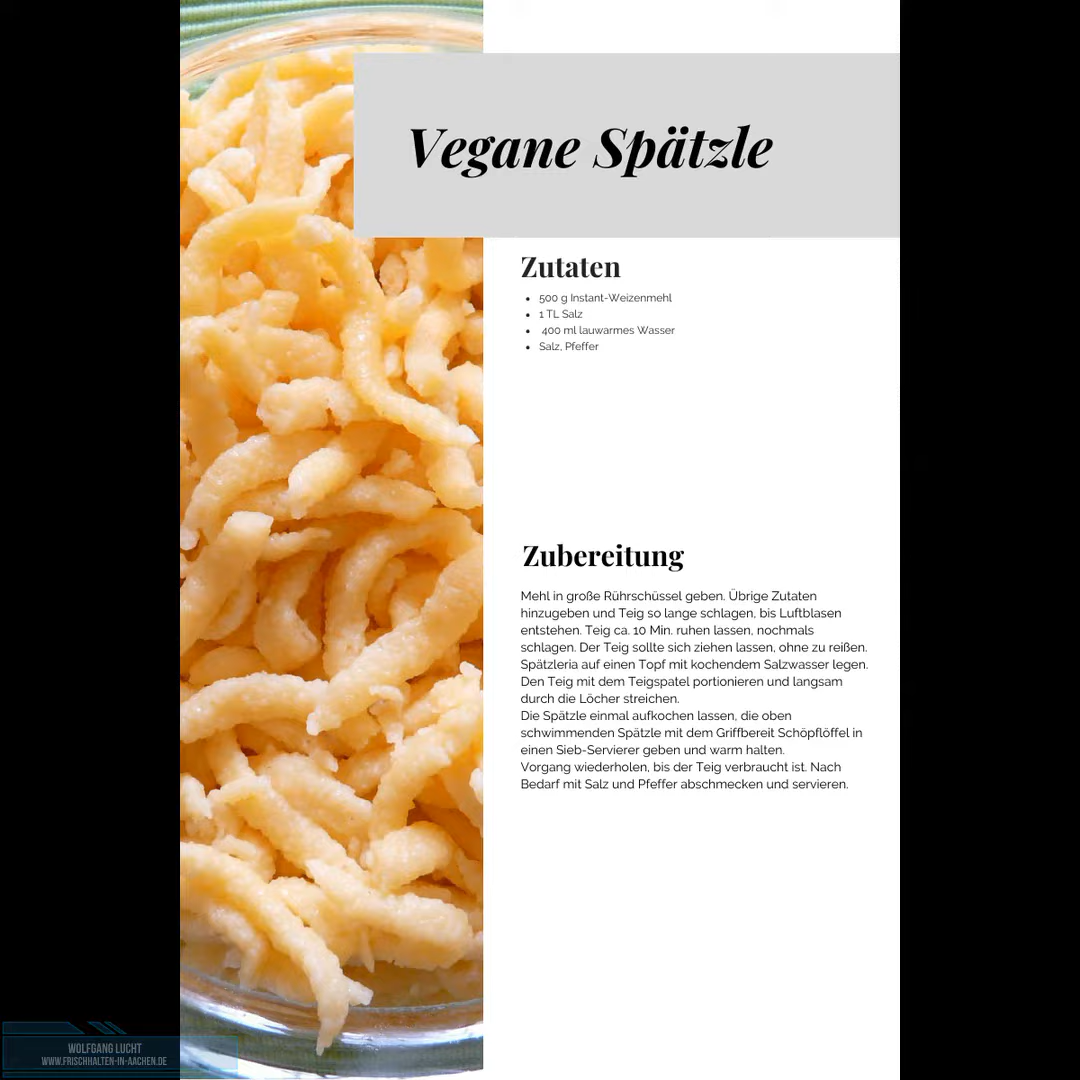 Vegane Spätzle
Zutaten
• 500 g Instant-Weizenmehl
• 1 TL Salz
• 400 ml lauwarmes Wasser
• Salz, Pfeffer
Zubereitung
Mehl in große Rührschüssel geben. Übrige Zutaten
hinzugeben und Teig so lange schlagen, bis Luftblasen
entstehen. Teig ca. 10 Min. ruhen lassen, nochmals
schlagen. Der Teig sollte sich ziehen lassen, ohne zu reißen.
Spätzleria auf einen Topf mit kochendem Salzwasser legen.
Den Teig mit dem Teigspatel portionieren und langsam
durch die Löcher streichen.
Die Spätzle einmal aufkochen lassen, die oben
schwimmenden Spätzle mit dem Griffbereit Schöpflöffel in
einen Sieb-Servierer geben und warm halten.
Vorgang wiederholen, bis der Teig verbraucht ist. Nach
Bedarf mit Salz und Pfeffer abschmecken und servieren.
WOLFGANG LUCHT
WWW.FRISCHHALTEN-IN-AACHEN.DE